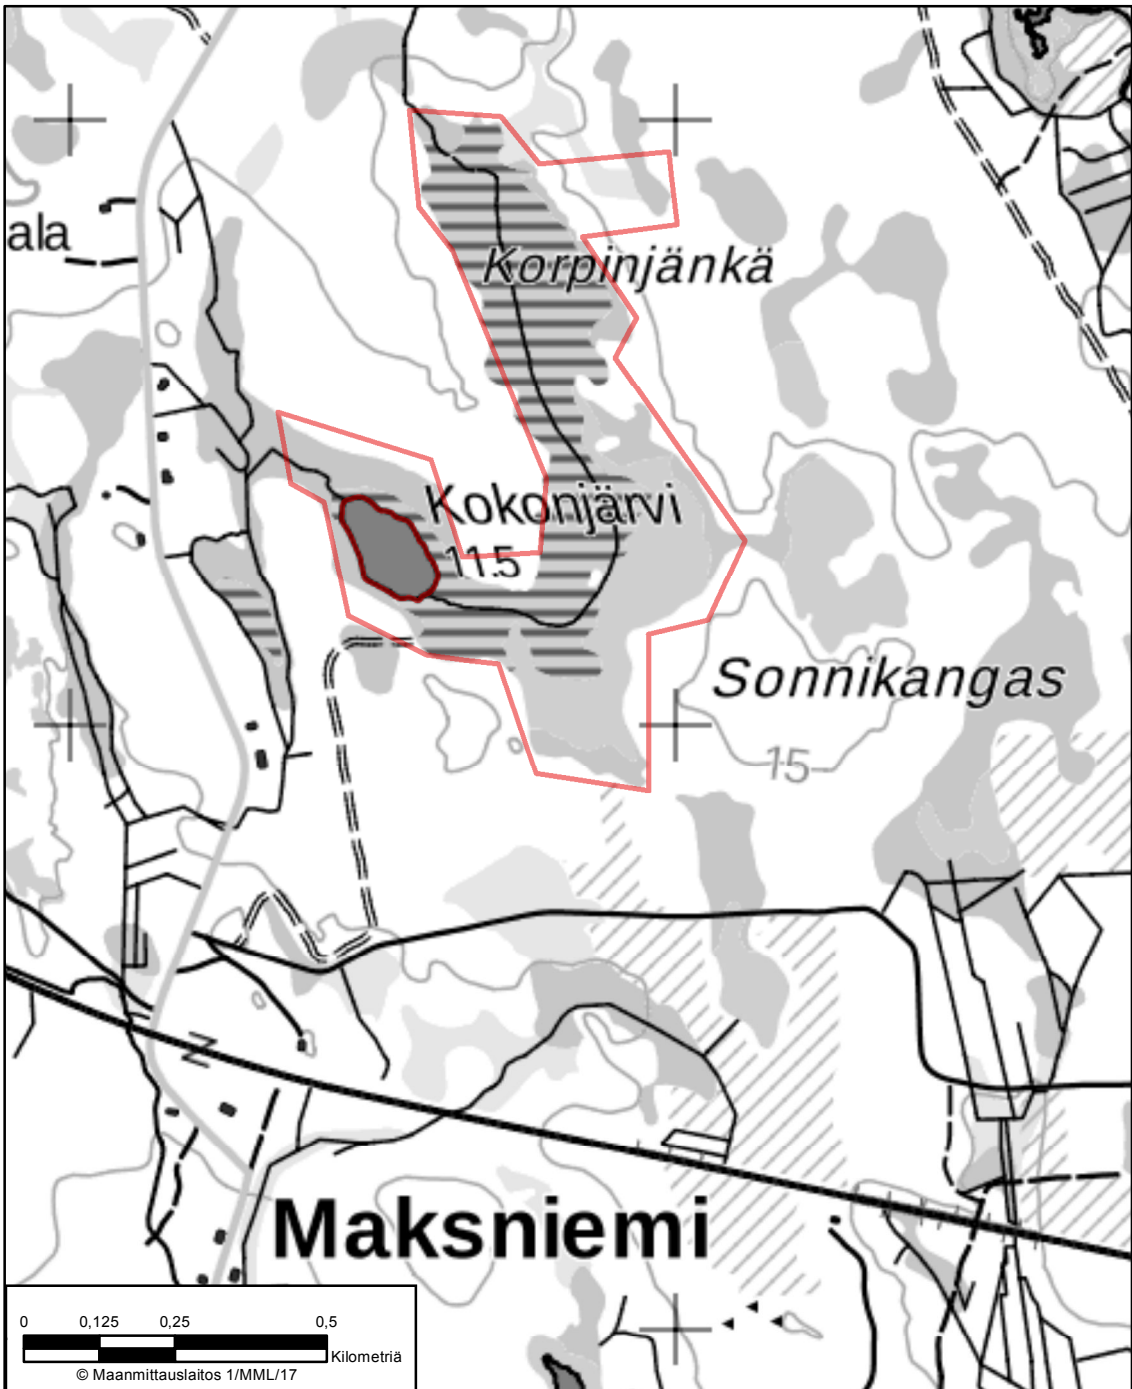 ala
Korpinjänkä
Kokonjärvi
11.5
Sonnikangas
15
Maksniemi
0 0,125 0,25 0,5
Kilometriä
© Maanmittauslaitos 1/MML/17